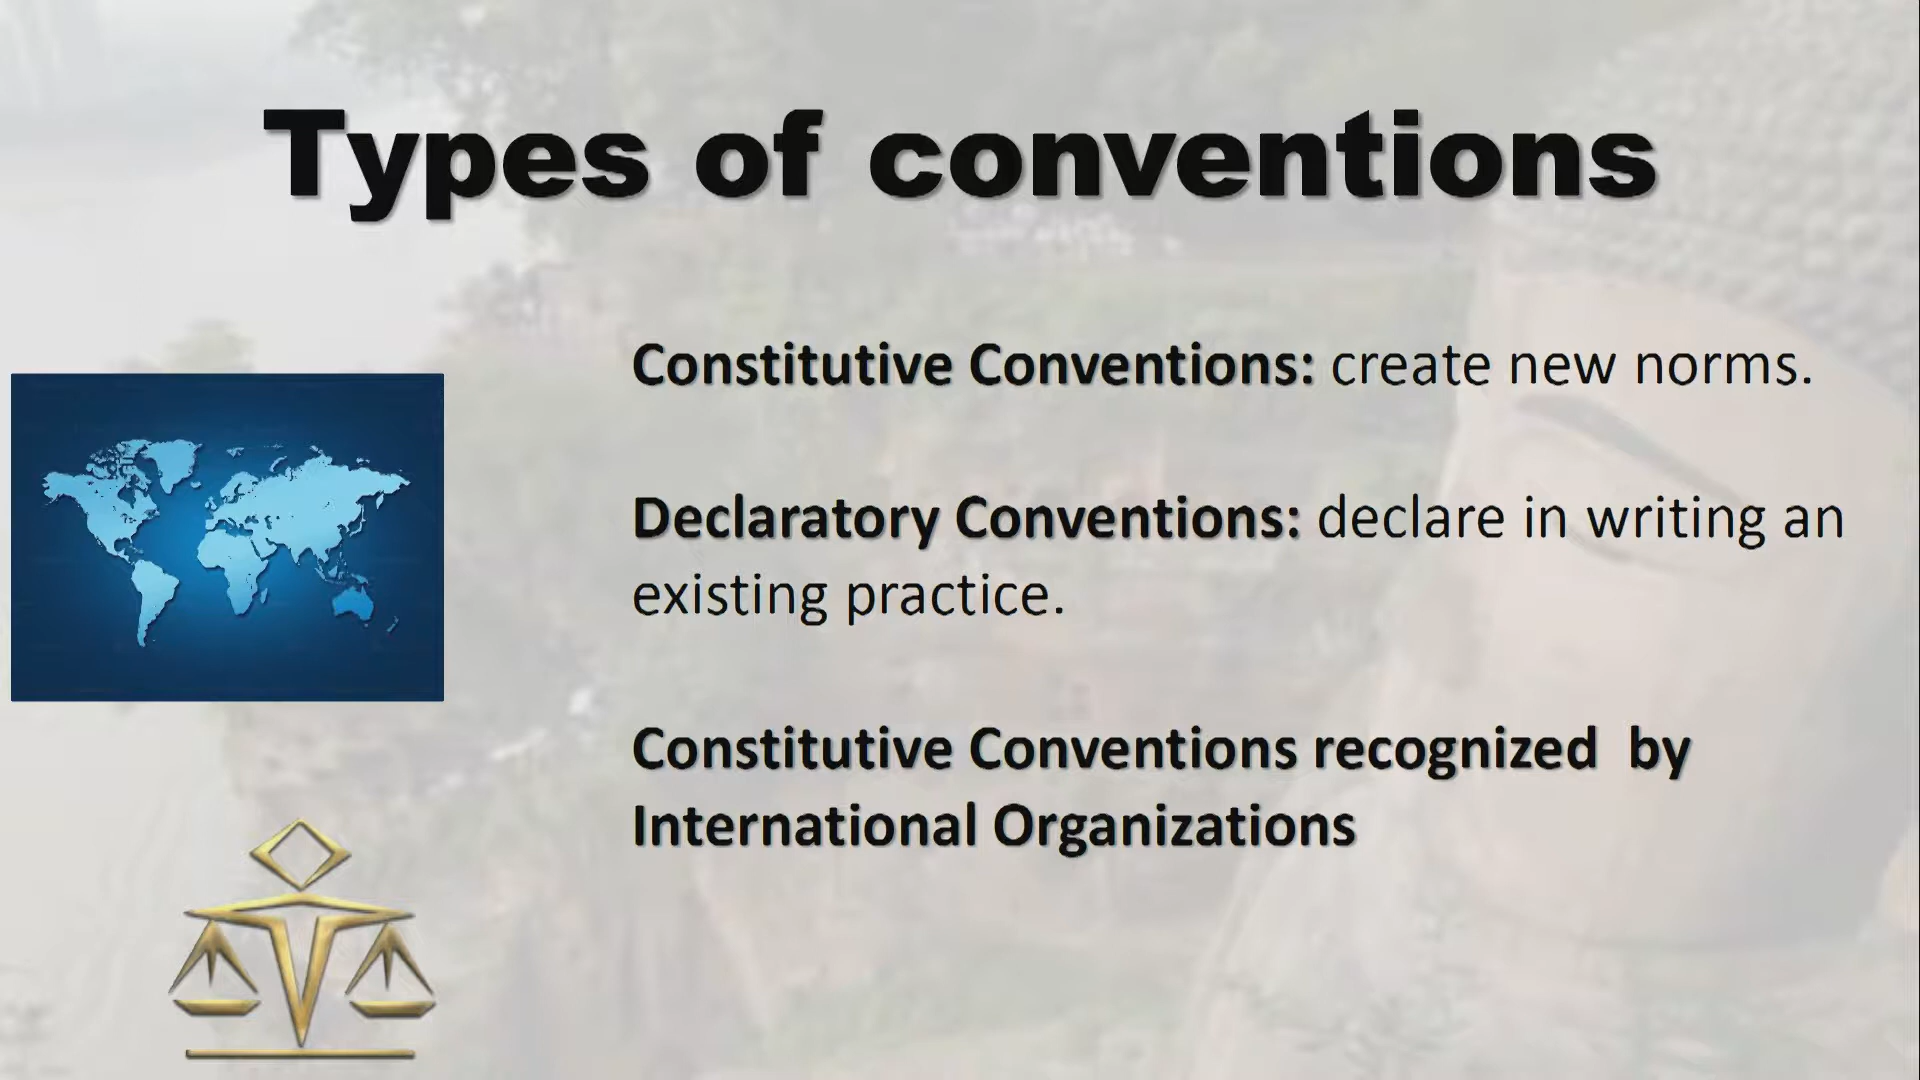 Types of conventions
Constitutive Conventions: create new norms.
Declaratory Conventions: declare in writing an
existing practice.
Constitutive Conventions recognized  by
International Organizations